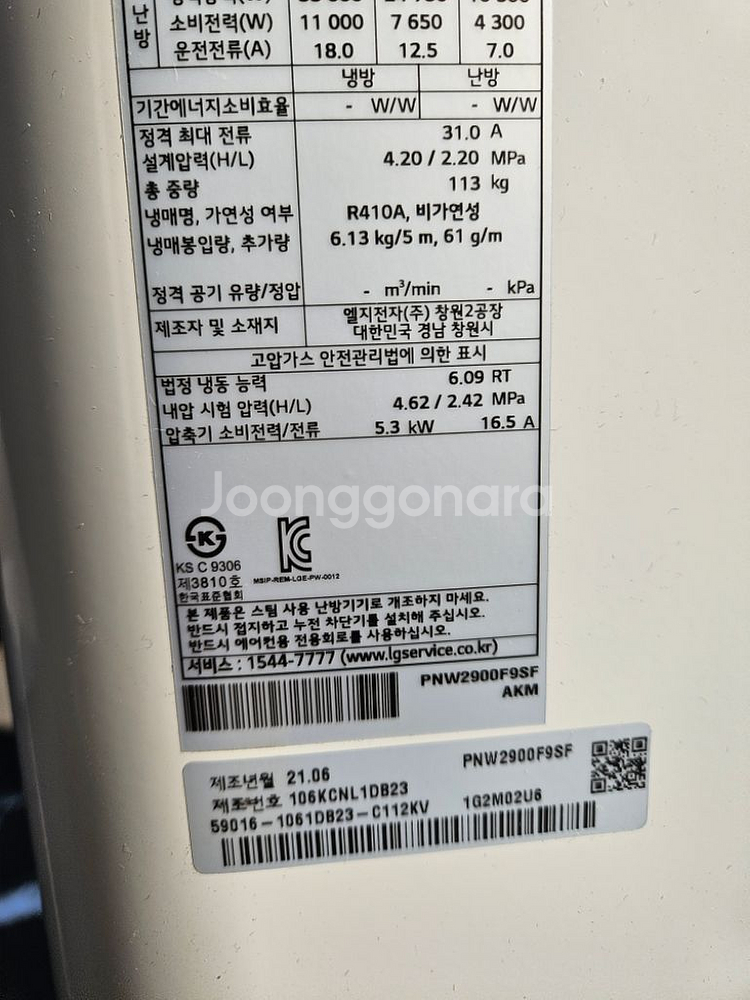 난방
소비전력(W) 11 000 7 650 4 300
운전전류(A) 18.0 12.5 7.0
냉방 난방
기간에너지소비효율 - W/W - W/W
정격 최대 전류 31.0 A
설계압력(H/L) 4.20 / 2.20 MPa
총 중량 113 kg
냉매명, 가연성 여부 R410A, 비가연성
냉매봉입량, 추가량 6.13 kg/5 m, 61 g/m
정격 공기 유량/정압 - m³/min - kPa
제조자 및 소재지 엘지전자(주) 창원2공장
대한민국 경남 창원시
고압가스 안전관리법에 의한 표시
법정 냉동 능력 6.09 RT
내압 시험 압력(H/L) 4.62 / 2.42 MPa
압축기 소비전력/전류 5.3 kW 16.5 A
Joonggonara
KS C 9306
제3810호
한국표준협회
MSIP-REM-LGE-PW-0012
본 제품은 스팀 사용 난방기기로 개조하지 마세요.
반드시 접지하고 누전 차단기를 설치해 주십시오.
반드시 에어컨용 전용회로를 사용하십시오.
서비스 : 1544-7777 (www.lgservice.co.kr)
PNW2900F9SF
AKM
제조년월 21.06 PNW2900F9SF
제조번호 106KCNL1DB23
59016-1061DB23-C112KV 1G2M02U6